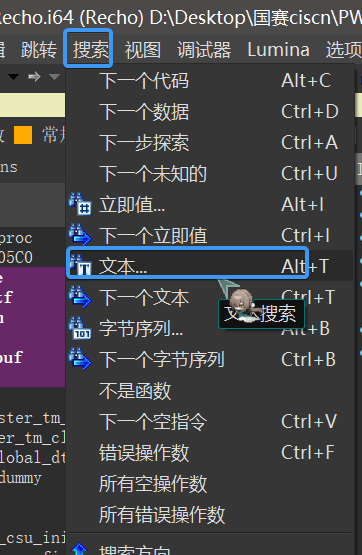 Recho.i64 (Recho) D:\Desktop\国赛ciscn\PW
辑 跳转 搜索 视图 调试器 Lumina 选项
下一个代码 Alt+C
数 常规 下一个数据 Ctrl+D
下一步探索 Ctrl+A
ns 下一个未知的 Ctrl+U
立即值... Alt+I
proc 下一个立即值 Ctrl+I
05C0 文本... Alt+T
e
tf 下一个文本 Ctrl+T
文本搜索
n 字节序列... Alt+B
buf 下一个字节序列 Ctrl+B
不是函数
ster_tm_ 下一个空指令 Ctrl+V
er_tm_cl 错误操作数 Ctrl+F
lobal_dt
dummy 所有空操作数
所有错误操作数
_csu_ini 搜索方向